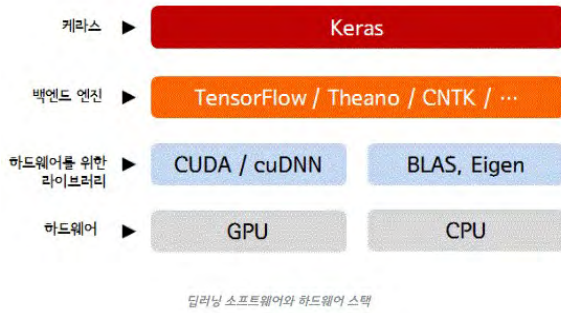 케라스 ▶ Keras
백엔드 엔진 ▶ TensorFlow / Theano / CNTK / ⋯
하드웨어를 위한
라이브러리 ▶ CUDA / cuDNN BLAS, Eigen
하드웨어 ▶ GPU CPU
딥러닝 소프트웨어와 하드웨어 스택